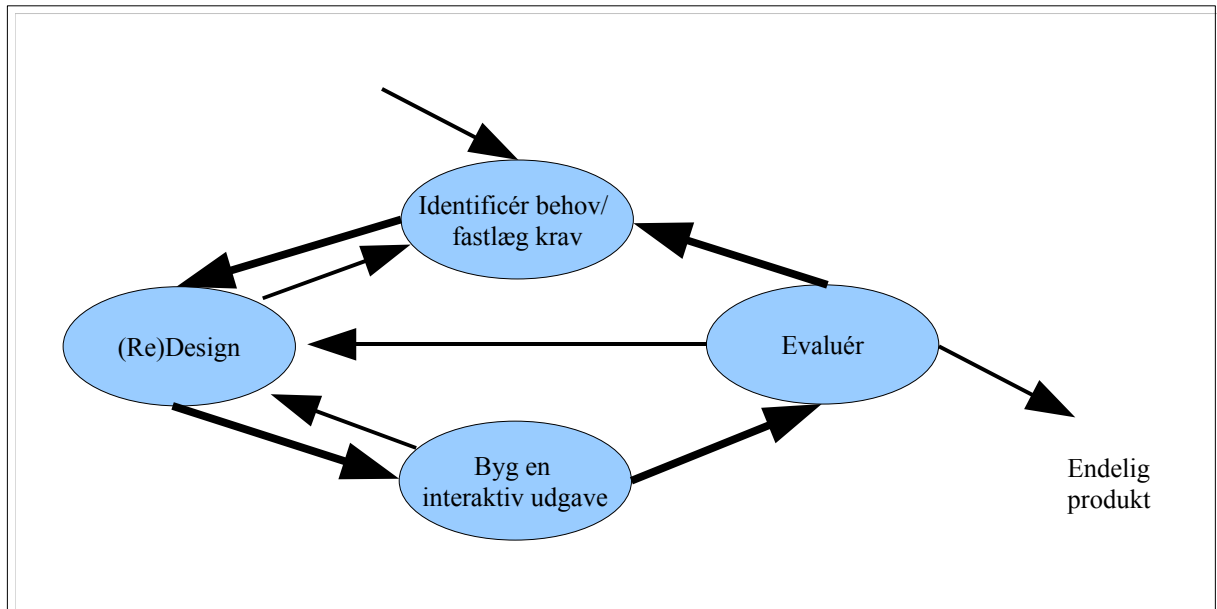 Identificér behov/
fastlæg krav
(Re)Design
Evaluér
Byg en
interaktiv udgave
Endelig
produkt